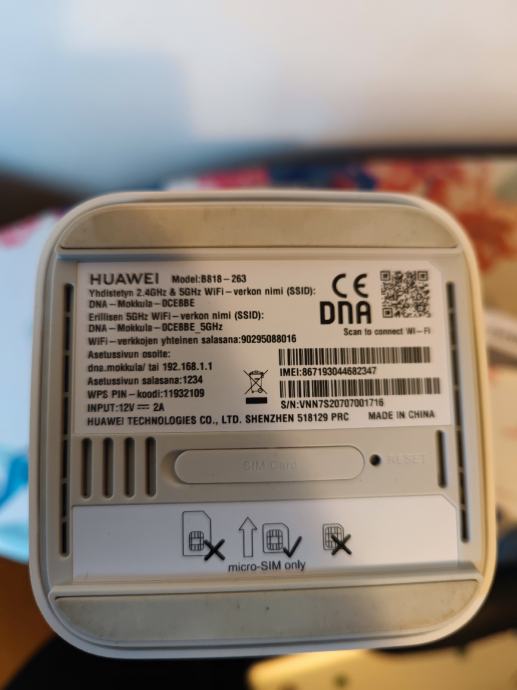 HUAWEI Model:B818-263
Yhdistetyn 2.4GHz & 5GHz WiFi-verkon nimi (SSID):
DNA-Mokkula-0CE8BE
Erillisen 5GHz WiFi-verkon nimi (SSID):
DNA-Mokkula-0CE8BE_5GHz
WiFi-verkkojen yhteinen salasana:90295088016
Asetussivun osoite:
dna.mokkula/ tai 192.168.1.1
Asetussivun salasana:1234
WPS PIN-koodi:11932109
INPUT:12V ⎓ 2A
HUAWEI TECHNOLOGIES CO., LTD. SHENZHEN 518129 PRC MADE IN CHINA
CE
DNA
Scan to connect Wi-Fi
IMEI:867193044682347
S/N:VNN7S20707001716
SIM Card
RESET
micro-SIM only